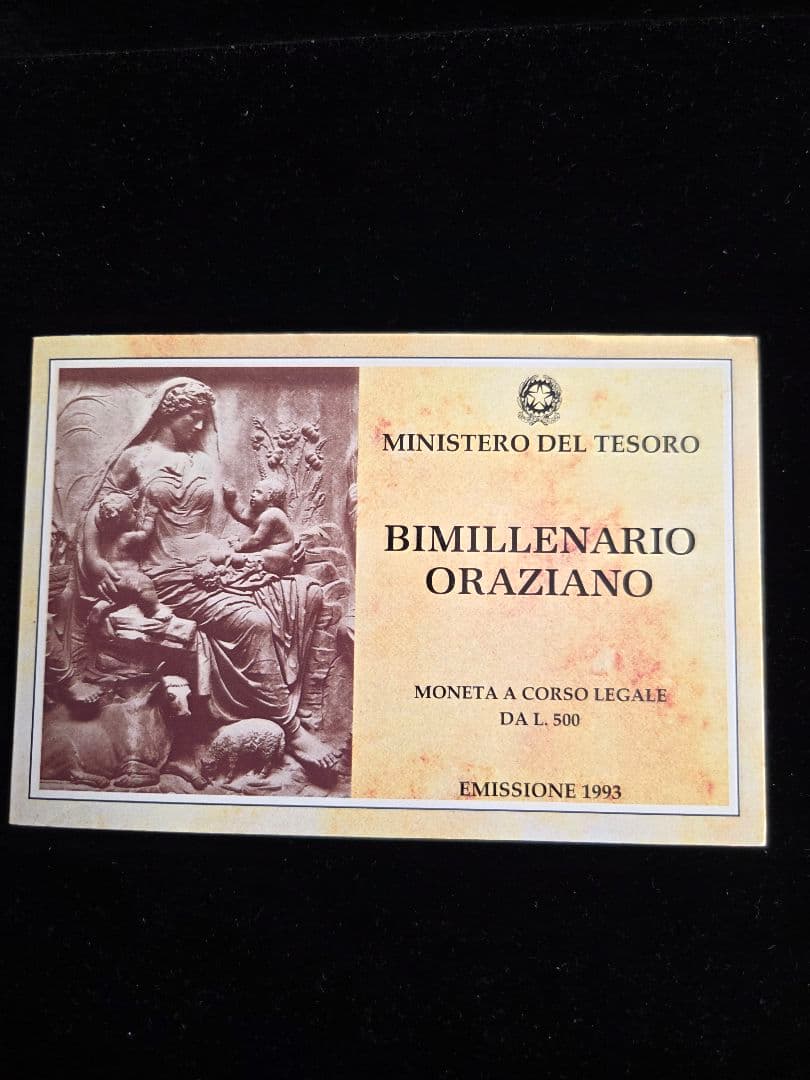 MINISTERO DEL TESORO
BIMILLENARIO
ORAZIANO
MONETA A CORSO LEGALE
DA L. 500
EMISSIONE 1993